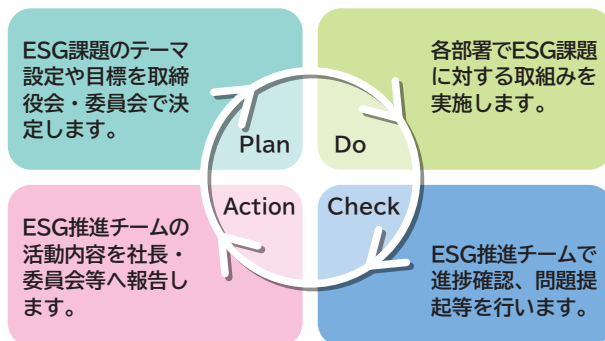 ESG課題のテーマ
設定や目標を取締
役会・委員会で決
定します。
Plan
各部署でESG課題
に対する取組みを
実施します。
Do
ESG推進チームの
活動内容を社長・
委員会等へ報告し
ます。
Action
Check
ESG推進チームで
進捗確認、問題提
起等を行います。